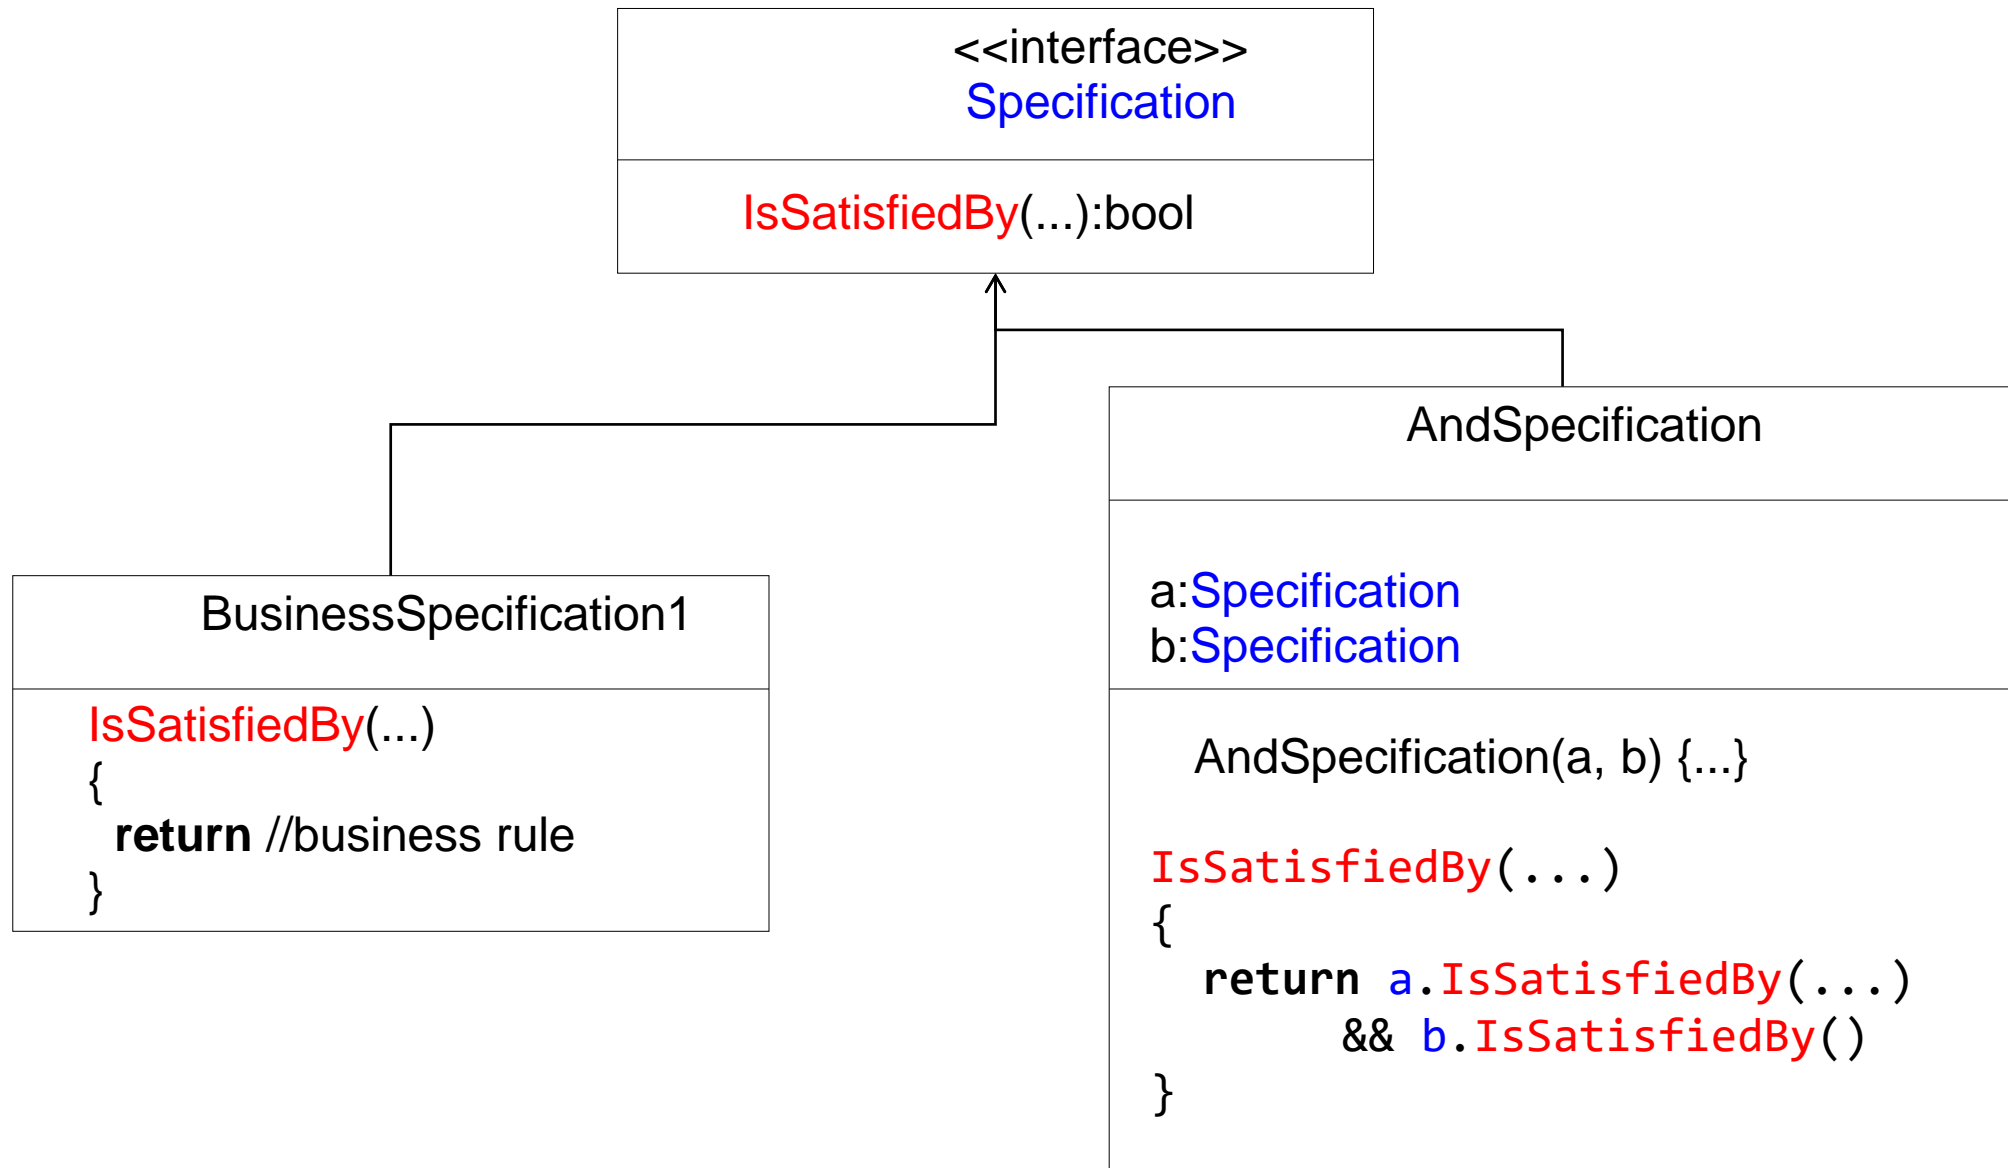 <<interface>>
Specification
IsSatisfiedBy(...):bool
BusinessSpecification1
IsSatisfiedBy(...)
{
return //business rule
}
AndSpecification
a:Specification
b:Specification
AndSpecification(a, b) {...}
IsSatisfiedBy(...)
{
return a.IsSatisfiedBy(...)
&& b.IsSatisfiedBy()
}